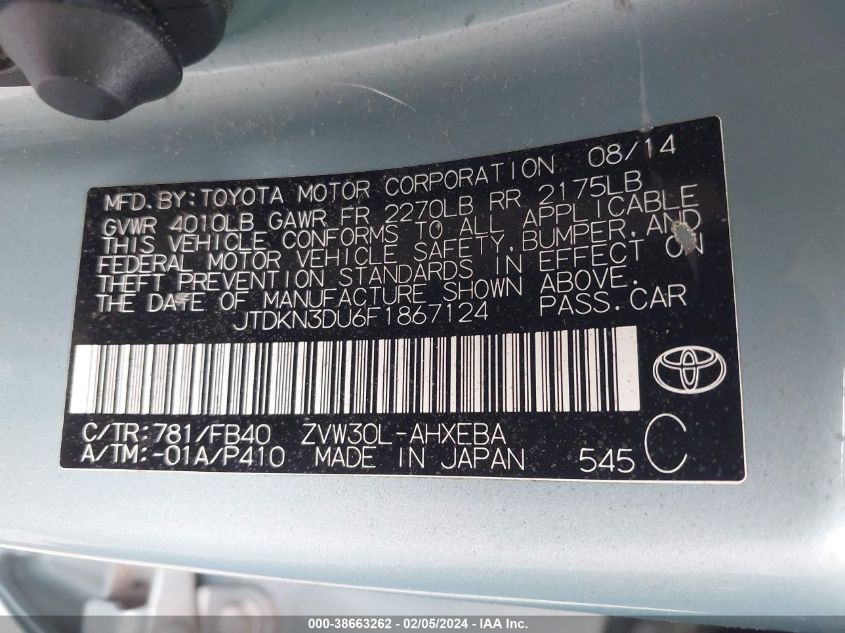 MFD. BY: TOYOTA MOTOR CORPORATION 08/14
GVWR 4010LB GAWR FR 2270LB RR 2175LB
THIS VEHICLE CONFORMS TO ALL APPLICABLE
FEDERAL MOTOR VEHICLE SAFETY, BUMPER, AND
THEFT PREVENTION STANDARDS IN EFFECT ON
THE DATE OF MANUFACTURE SHOWN ABOVE.
JTDKN3DU6F1867124 PASS. CAR
C/TR: 781/FB40 ZVW30L-AHXEBA
A/TM: -01A/P410 MADE IN JAPAN 545 C
000-38663262 - 02/05/2024 - IAA Inc.